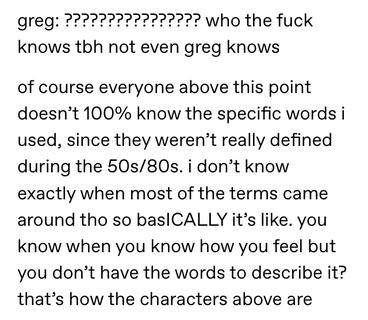 greg: ???????????????? who the fuck
knows tbh not even greg knows
of course everyone above this point
doesn't 100% know the specific words i
used, since they weren't really defined
during the 50s/80s. i don't know
exactly when most of the terms came
around tho so basICALLY it's like. you
know when you know how you feel but
you don't have the words to describe it?
that's how the characters above are